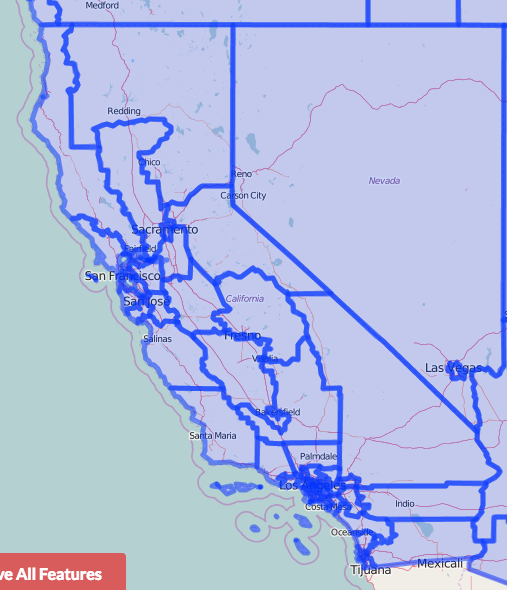 Medford
Redding
Chico
Reno
Carson City
Nevada
Sacramento
Fairfield
San Francisco
San Jose
California
Salinas
Fresno
Visalia
Las Vegas
Bakersfield
Santa Maria
Palmdale
Los Angeles
Costa Mesa
Indio
Oceanside
Mexicali
Tijuana
ve All Features